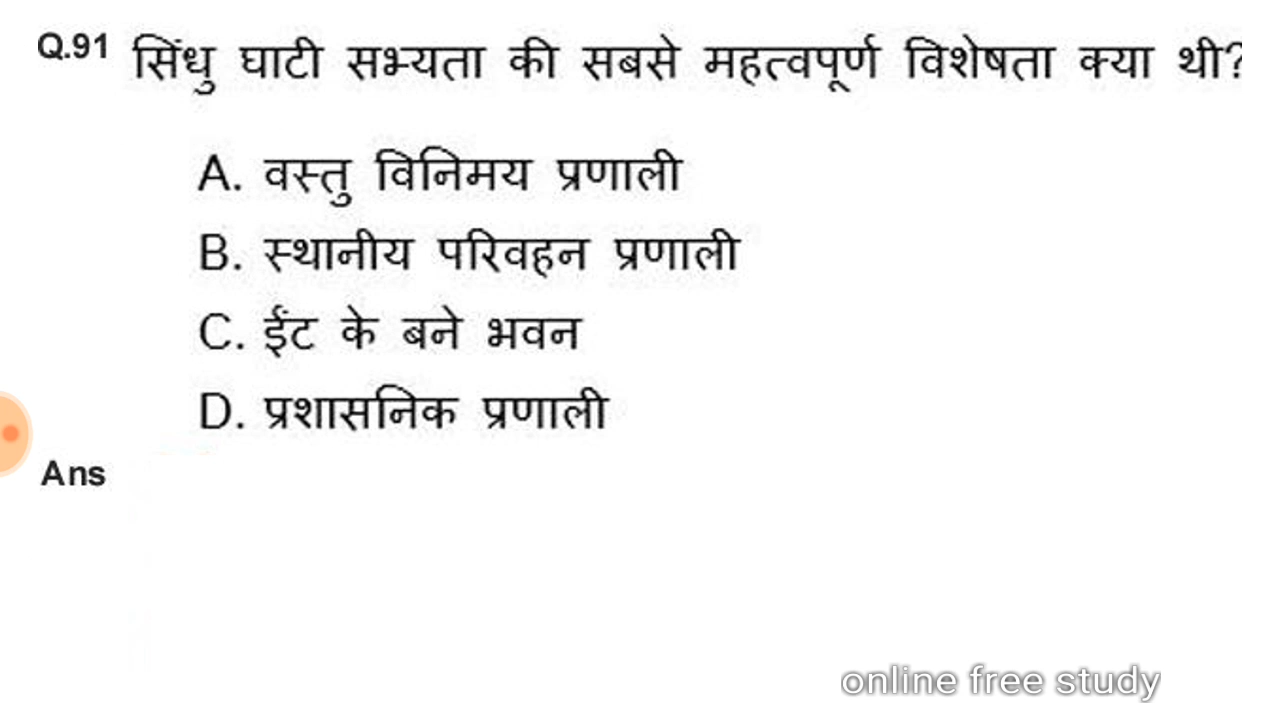 Q.91 सिंधु घाटी सभ्यता की सबसे महत्वपूर्ण विशेषता क्या थी?
A. वस्तु विनिमय प्रणाली
B. स्थानीय परिवहन प्रणाली
C. ईंट के बने भवन
D. प्रशासनिक प्रणाली
Ans
online free study